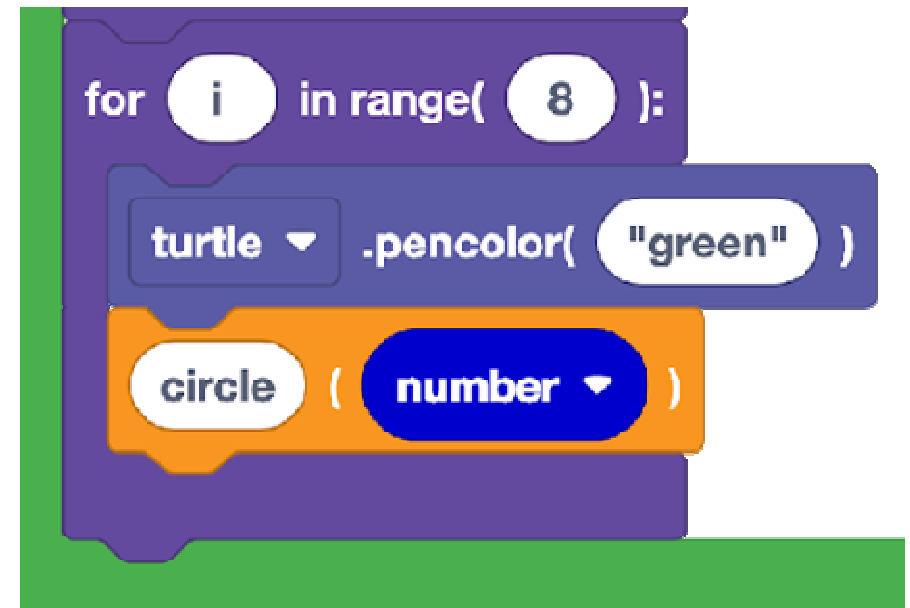 for i in range( 8 ):
turtle .pencolor( "green" )
circle ( number )